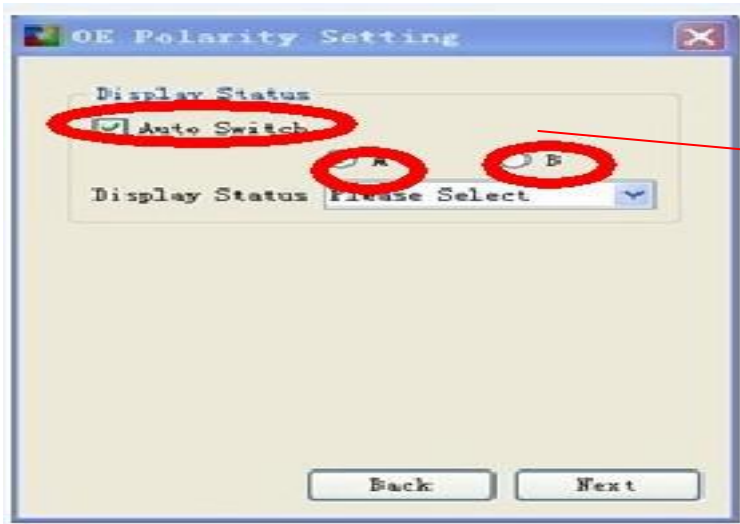 OE Polarity Setting
Display Status
Auto Switch
A B
Display Status Please Select
Back Next